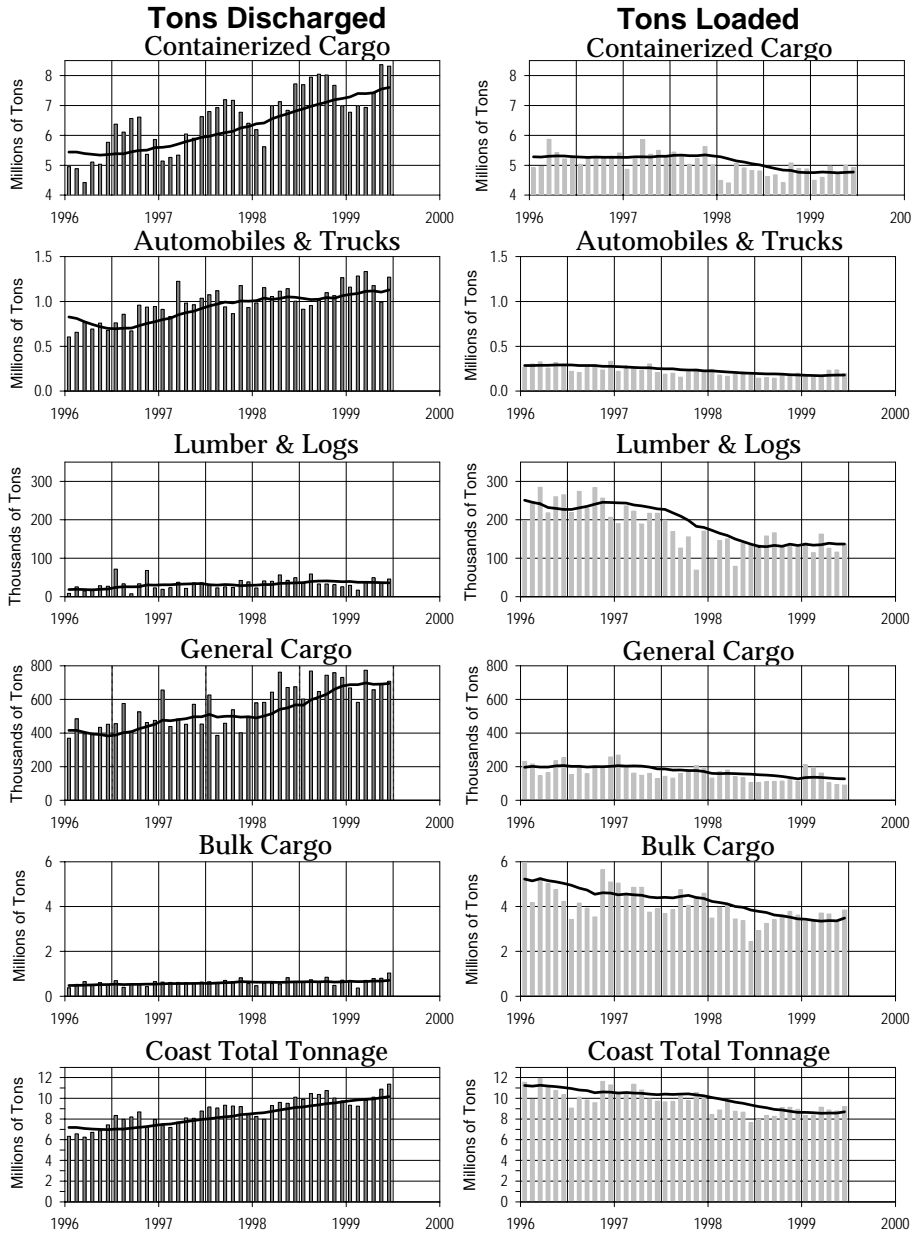 Tons Discharged
Containerized Cargo
Millions of Tons
8
7
6
5
4
1996 1997 1998 1999 2000
Tons Loaded
Containerized Cargo
Millions of Tons
8
7
6
5
4
1996 1997 1998 1999 200
Automobiles & Trucks
Millions of Tons
1.5
1.0
0.5
0.0
1996 1997 1998 1999 2000
Automobiles & Trucks
Millions of Tons
1.5
1.0
0.5
0.0
1996 1997 1998 1999 2000
Lumber & Logs
Thousands of Tons
300
200
100
0
1996 1997 1998 1999 2000
Lumber & Logs
Thousands of Tons
300
200
100
0
1996 1997 1998 1999 2000
General Cargo
Thousands of Tons
800
600
400
200
0
1996 1997 1998 1999 2000
General Cargo
Thousands of Tons
800
600
400
200
0
1996 1997 1998 1999 2000
Bulk Cargo
Millions of Tons
6
4
2
0
1996 1997 1998 1999 2000
Bulk Cargo
Millions of Tons
6
4
2
0
1996 1997 1998 1999 2000
Coast Total Tonnage
Millions of Tons
12
10
8
6
4
2
0
1996 1997 1998 1999 2000
Coast Total Tonnage
Millions of Tons
12
10
8
6
4
2
0
1996 1997 1998 1999 2000